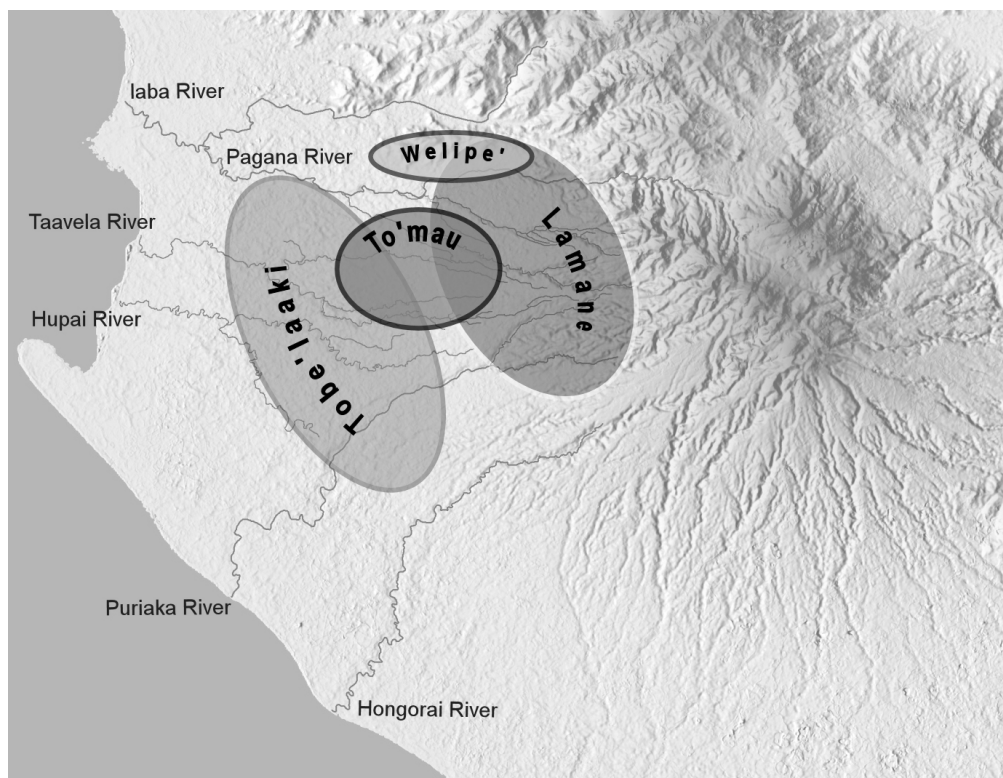 Iaba River
Pagana River
Welipe'
Taavela River
To'mau
Lamane
Tobe'laaki
Hupai River
Puriaka River
Hongorai River